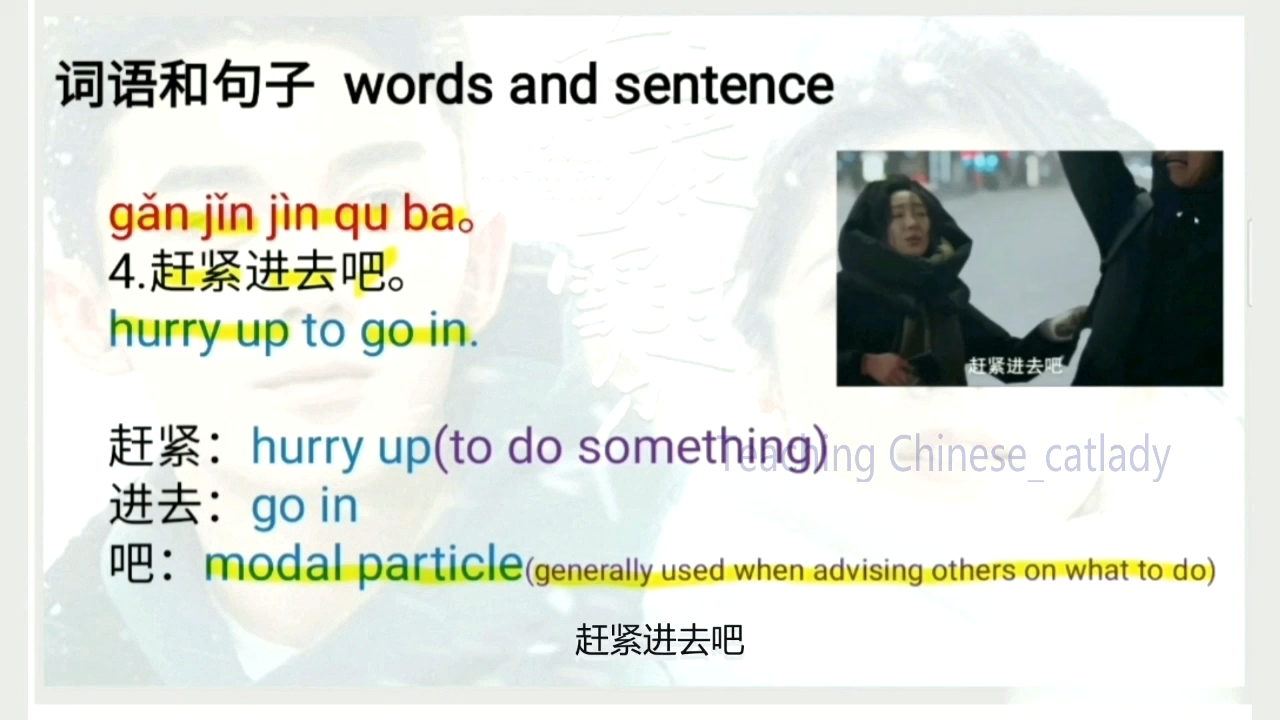 词语和句子 words and sentence
gǎn jǐn jìn qu ba。
4.赶紧进去吧。
hurry up to go in.
赶紧进去吧
赶紧：hurry up(to do something)
Teaching Chinese_catlady
进去：go in
吧：modal particle(generally used when advising others on what to do)
赶紧进去吧